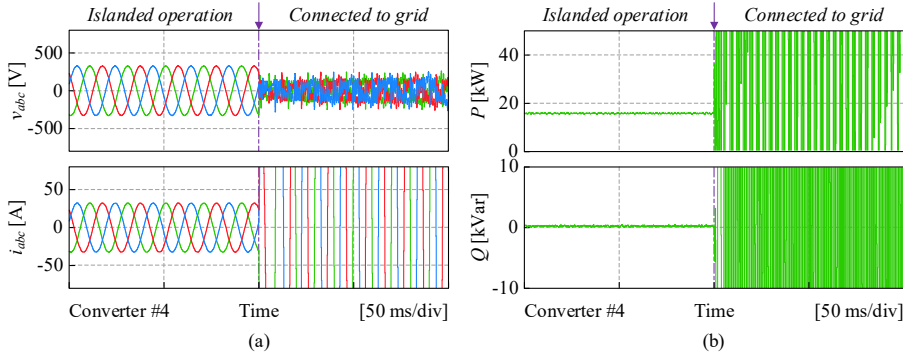 Islanded operation Connected to grid
500
0
-500
v_abc [V]
50
0
-50
i_abc [A]
Converter #4 Time [50 ms/div]
(a)
Islanded operation Connected to grid
40
20
0
P [kW]
10
0
-10
Q [kVar]
Converter #4 Time [50 ms/div]
(b)